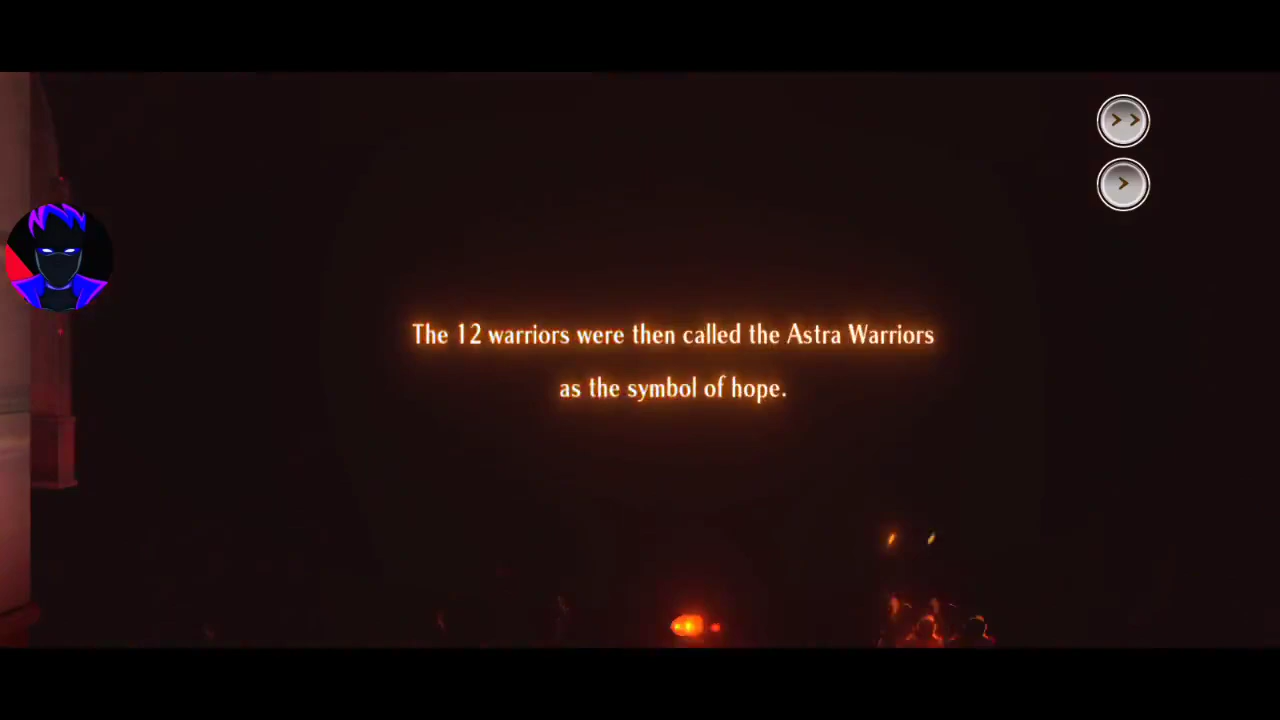 The 12 warriors were then called the Astra Warriors
as the symbol of hope.